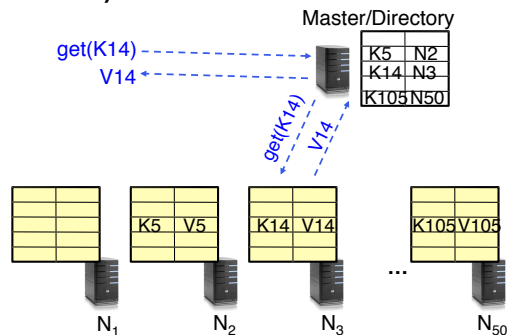 Master/Directory
get(K14)
V14
K5 N2
K14 N3
K105 N50
get(K14)
V14
K5 V5 K14 V14 K105 V105
...
N1 N2 N3 N50